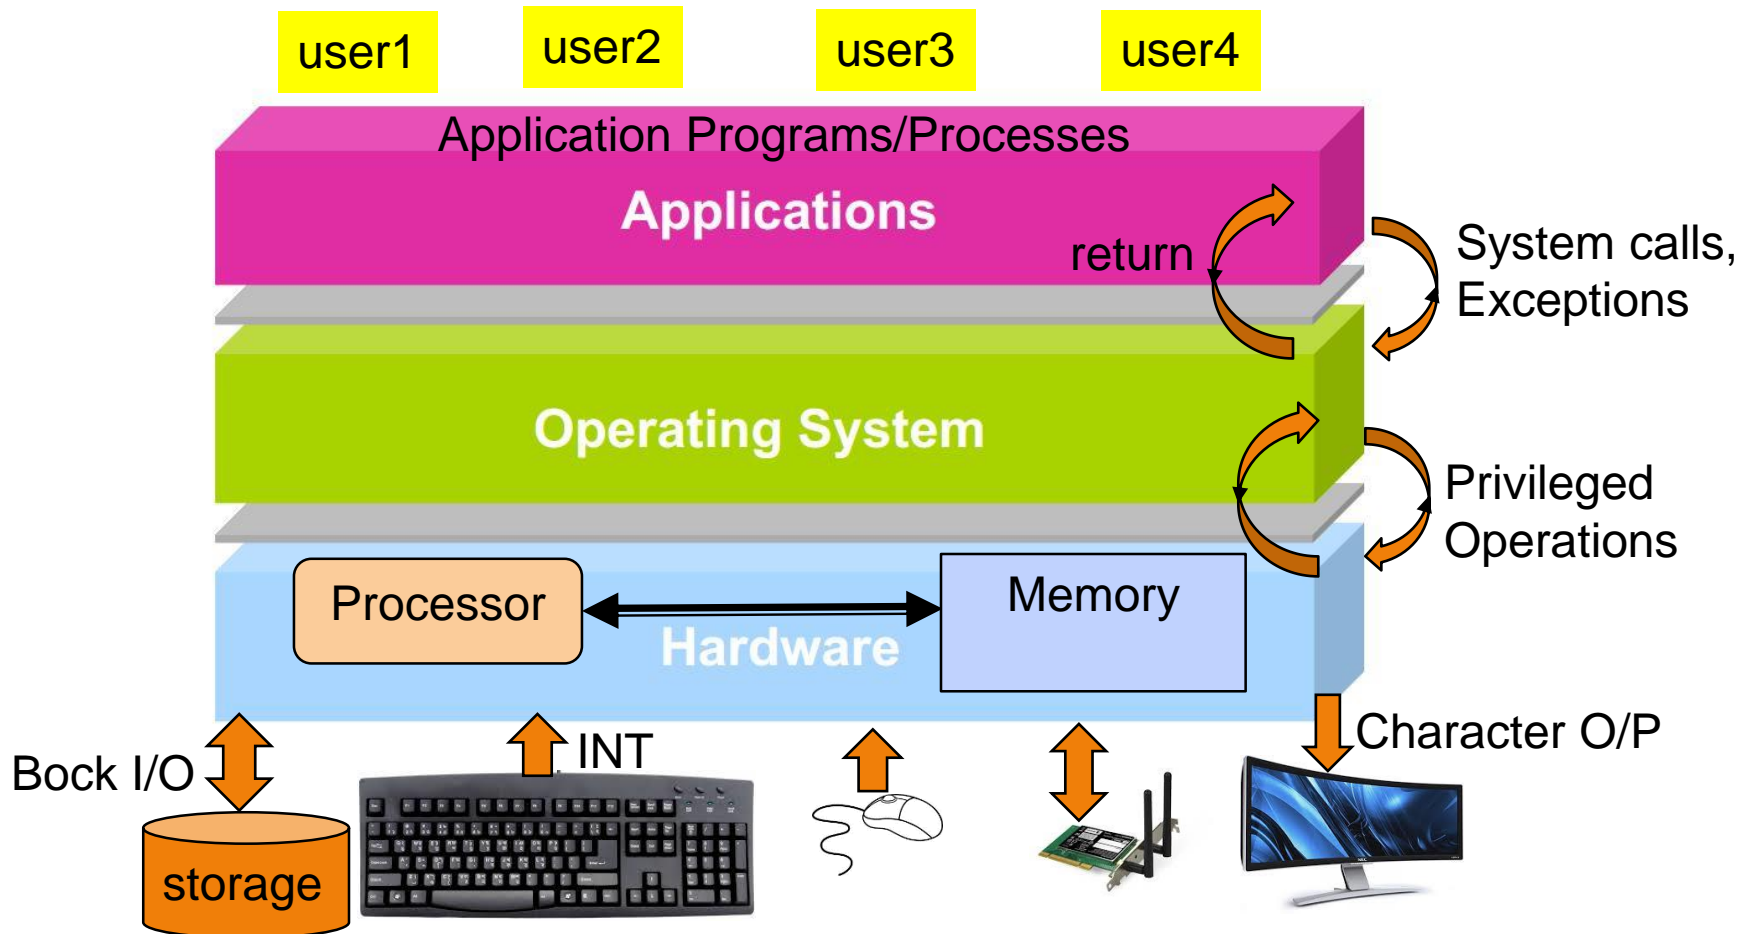 user1
user2
user3
user4
Application Programs/Processes
Applications
return
System calls,
Exceptions
Operating System
Privileged
Operations
Processor
Memory
Hardware
Bock I/O
INT
Character O/P
storage